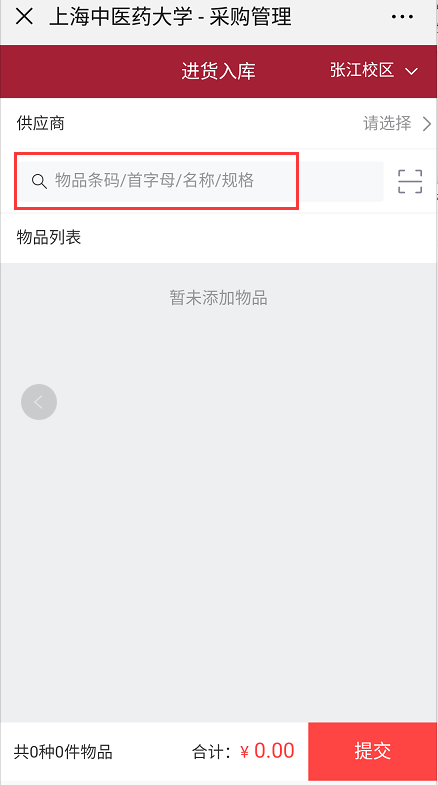 上海中医药大学 - 采购管理
进货入库 张江校区
供应商 请选择
物品条码/首字母/名称/规格
物品列表
暂未添加物品
共0种0件物品 合计: ¥ 0.00 提交